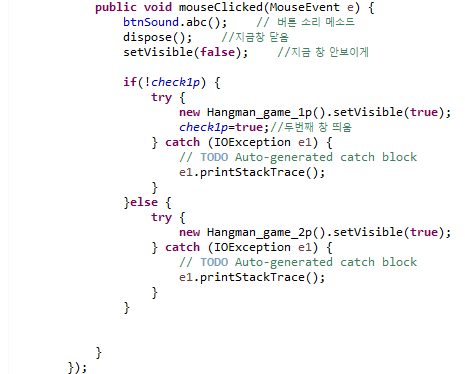 public void mouseClicked(MouseEvent e) {
btnSound.abc();    // 버튼 소리 메소드
dispose();    //지금창 닫음
setVisible(false);    //지금 창 안보이게
if(!check1p) {
try {
new Hangman_game_1p().setVisible(true);
check1p=true;//두번째 창 띄움
} catch (IOException e1) {
// TODO Auto-generated catch block
e1.printStackTrace();
}
}else {
try {
new Hangman_game_2p().setVisible(true);
} catch (IOException e1) {
// TODO Auto-generated catch block
e1.printStackTrace();
}
}
}
});